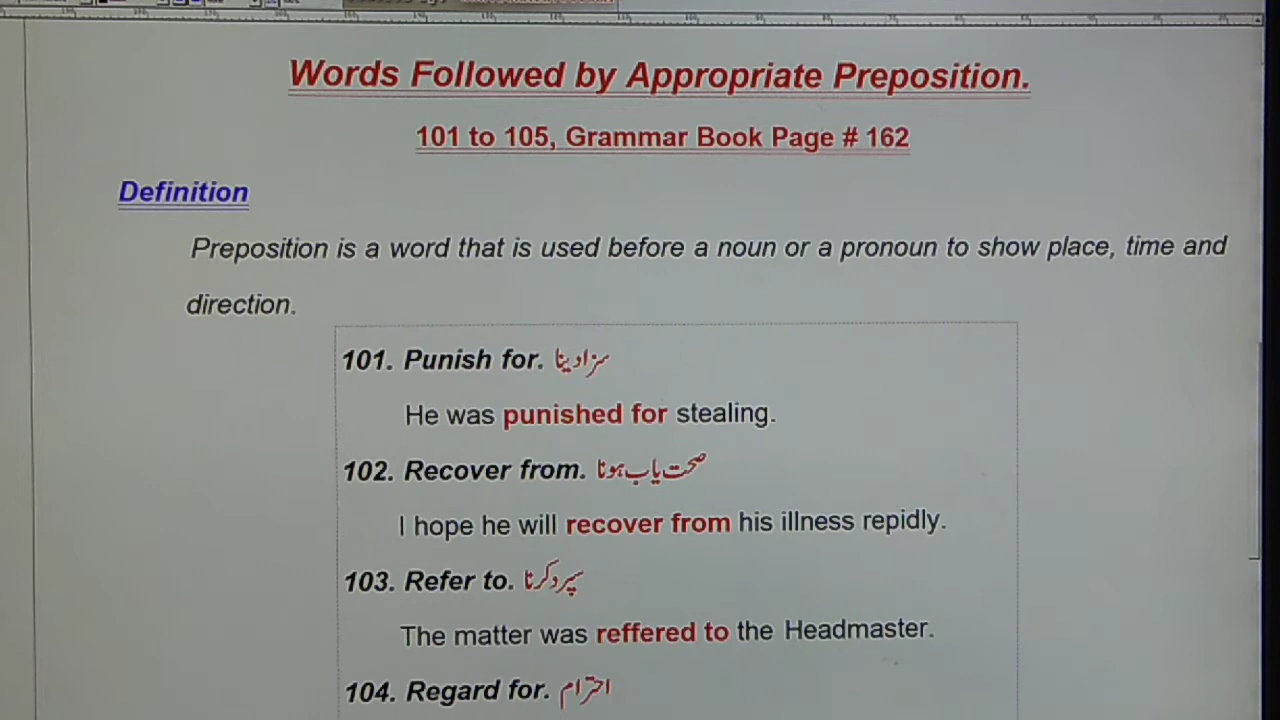 Words Followed by Appropriate Preposition.
101 to 105, Grammar Book Page # 162
Definition
Preposition is a word that is used before a noun or a pronoun to show place, time and
direction.
101. Punish for. سزا دینا
He was punished for stealing.
102. Recover from. صحت یاب ہونا
I hope he will recover from his illness repidly.
103. Refer to. سپرد کرنا
The matter was reffered to the Headmaster.
104. Regard for. احترام